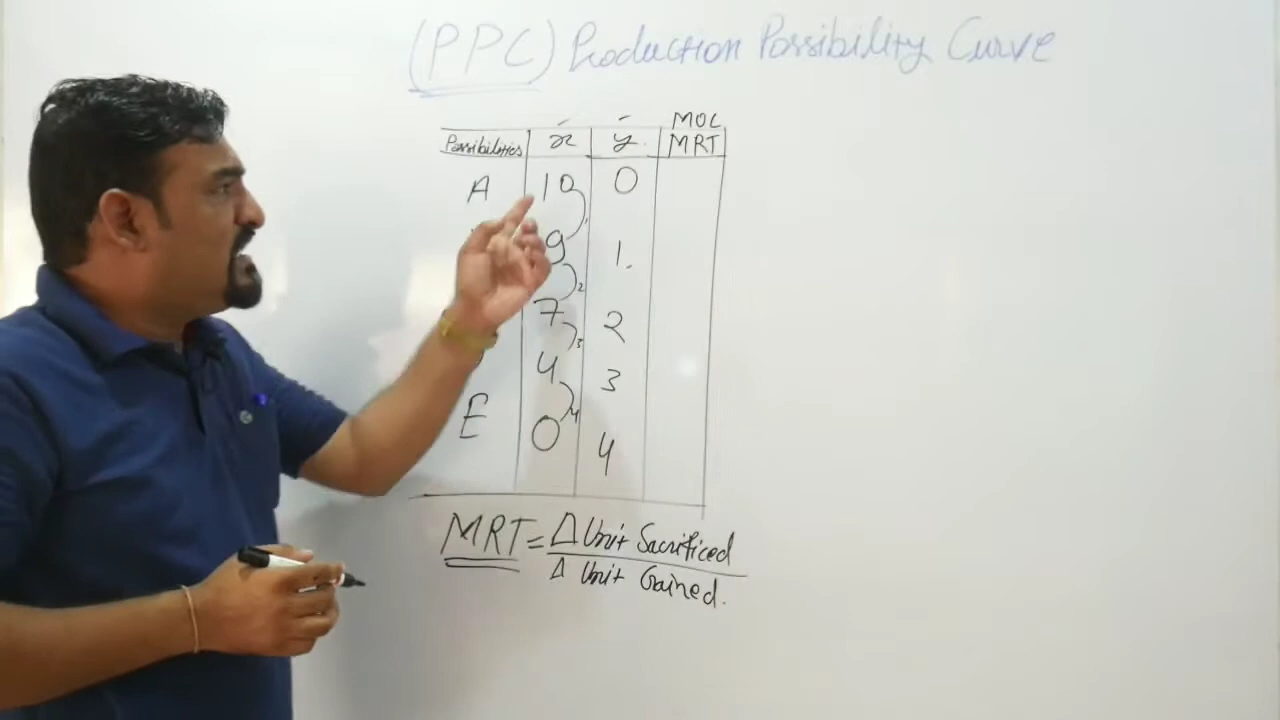 (PPC) Production Possibility Curve
MOC
Possibilities x y MRT
A 10 0
1
9 1.
2
7 2
3
4 3
4
E 0 4
MRT = Δ Unit Sacrificed
Δ Unit Gained.